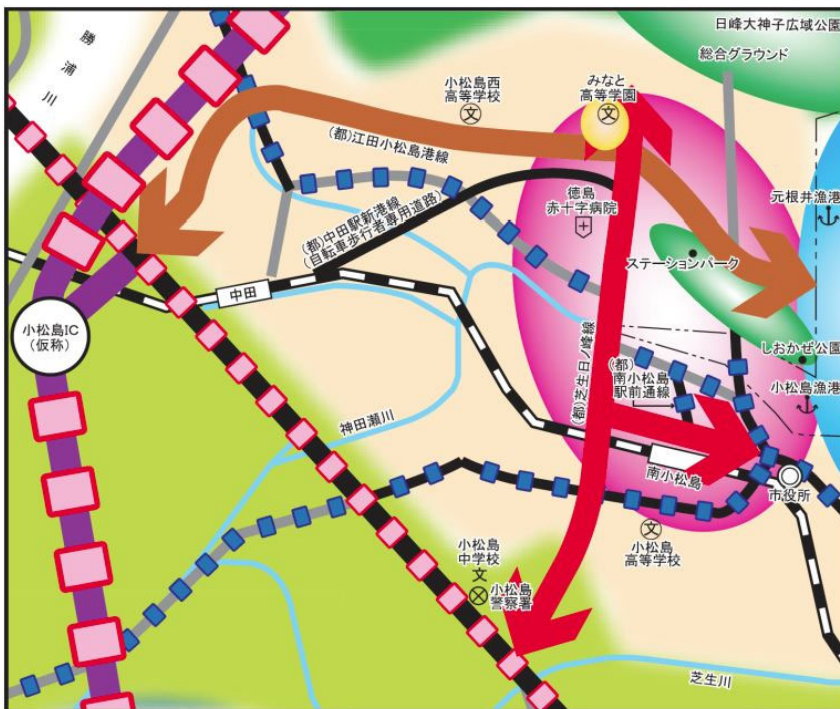 日峰大神子広域公園
総合グラウンド
勝浦川
小松島西
高等学校
文
みなと
高等学園
文
(都)江田小松島港線
(都)中田駅新港線
(自転車歩行者専用道路)
徳島
赤十字病院
元根井漁港
ステーションパーク
中田
小松島IC
(仮称)
しおかぜ公園
小松島漁港
(都)
南小松島
駅前通線
(都)芝生日ノ峰線
神田瀬川
南小松島
市役所
文
小松島
高等学校
小松島
中学校
文
小松島
警察署
芝生川